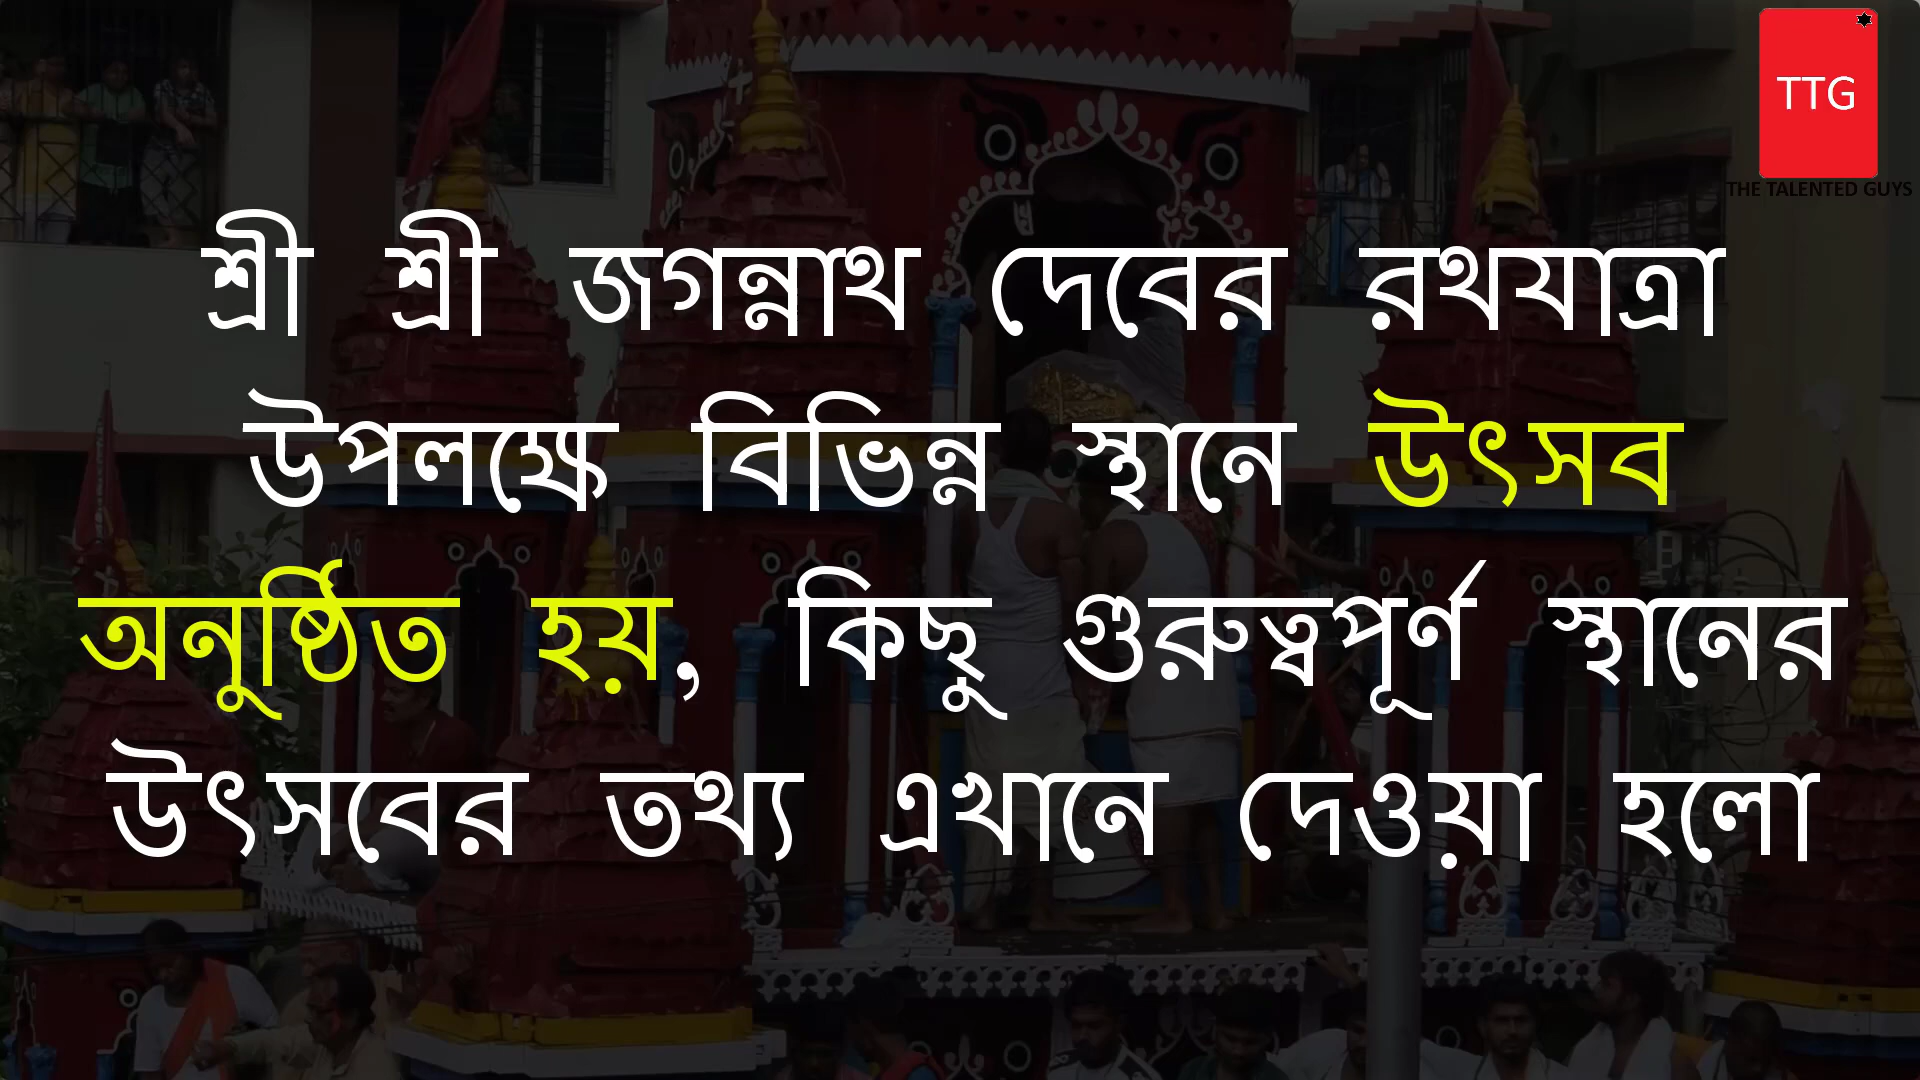 TTG
THE TALENTED GUYS
শ্রী শ্রী জগন্নাথ দেবের রথযাত্রা
উপলক্ষে বিভিন্ন স্থানে উৎসব
অনুষ্ঠিত হয়, কিছু গুরুত্বপূর্ণ স্থানের
উৎসবের তথ্য এখানে দেওয়া হলো